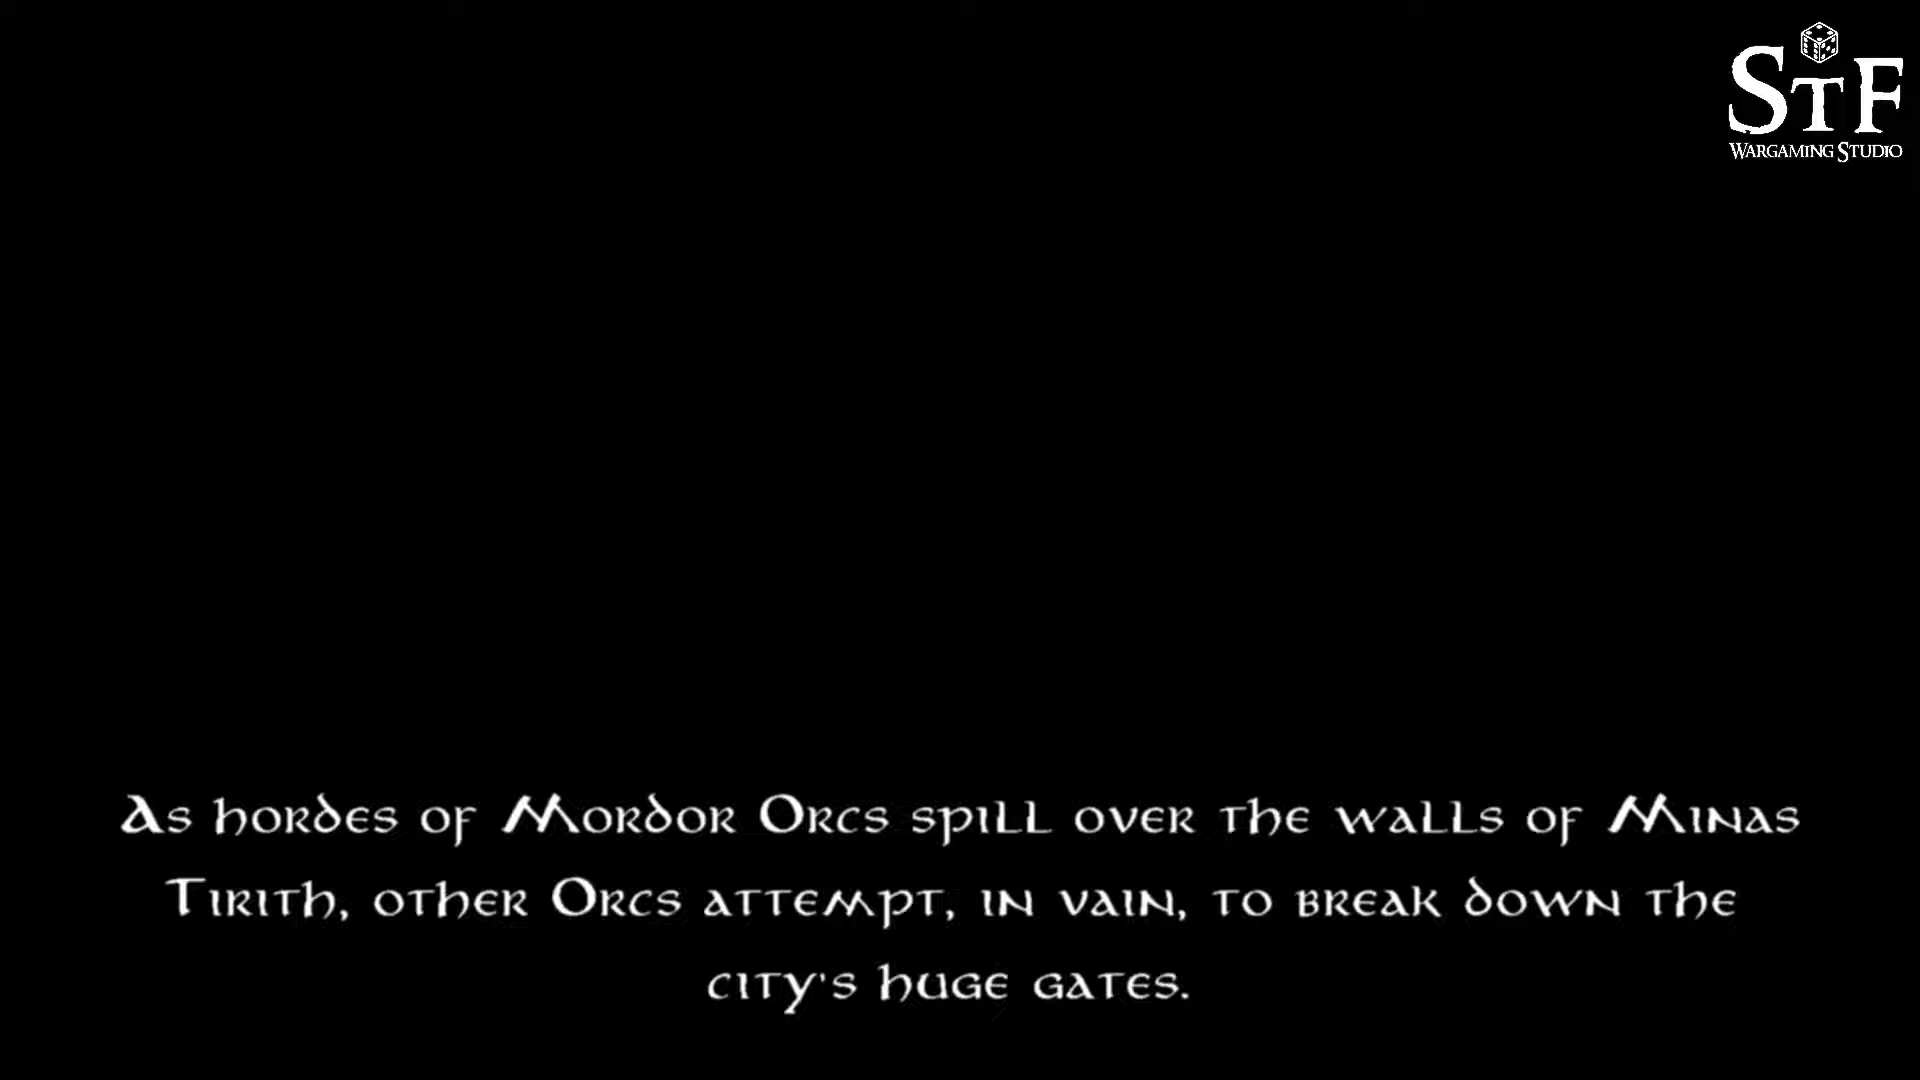 STF
WARGAMING STUDIO
As hordes of Mordor Orcs spill over the walls of Minas
Tirith, other Orcs attempt, in vain, to break down the
city's huge gates.